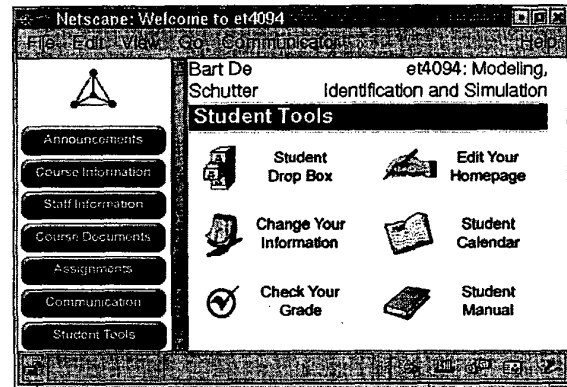 Netscape: Welcome to et4094
File Edit View Go Communicator Help
Bart De Schutter
et4094: Modeling, Identification and Simulation
Student Tools
Announcements
Course Information
Staff Information
Course Documents
Assignments
Communication
Student Tools
Student Drop Box
Edit Your Homepage
Change Your Information
Student Calendar
Check Your Grade
Student Manual